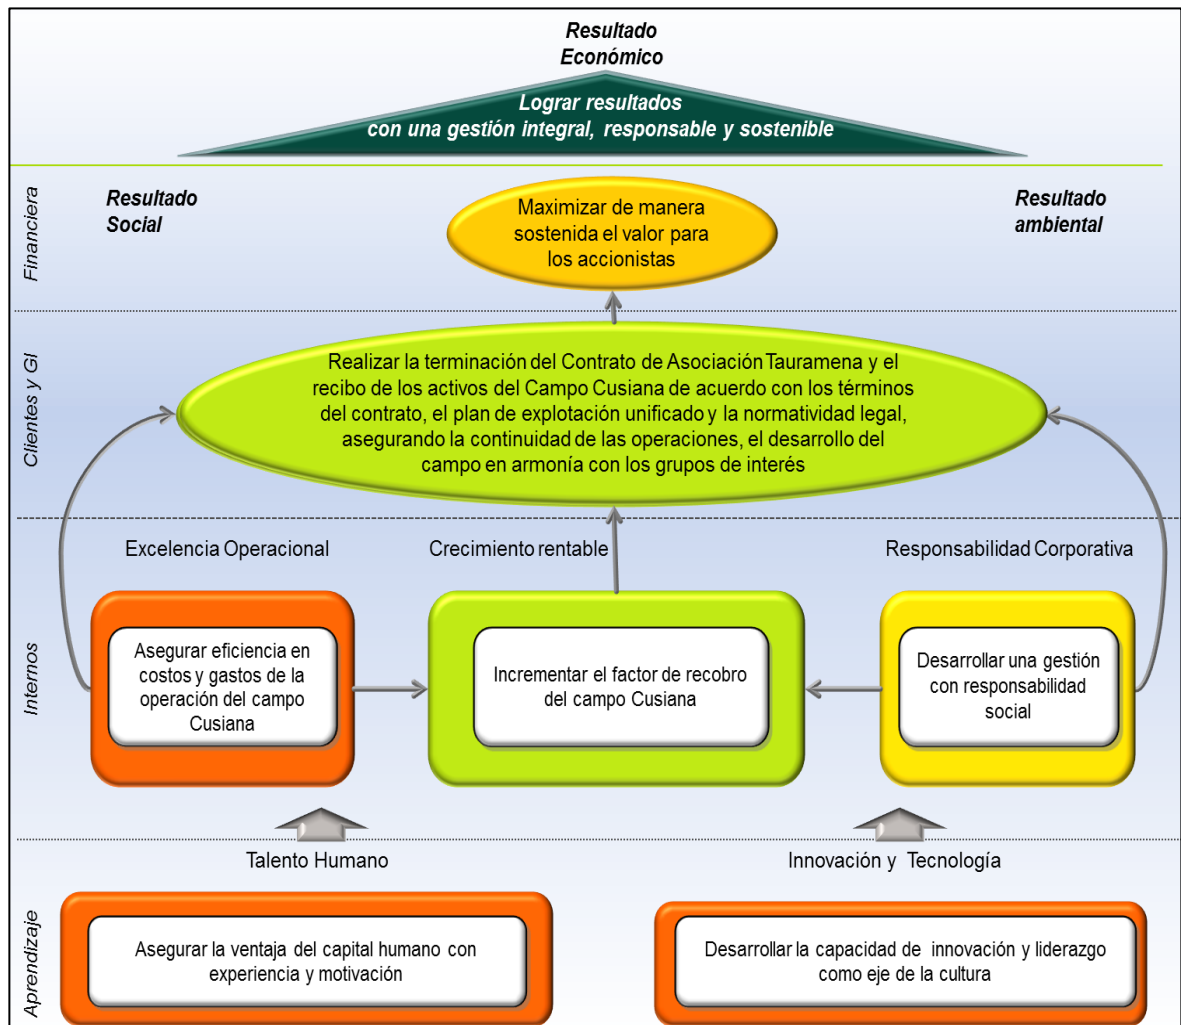 Resultado
Económico
Lograr resultados
con una gestión integral, responsable y sostenible
Financiera
Resultado
Social
Maximizar de manera
sostenida el valor para
los accionistas
Resultado
ambiental
Clientes y GI
Realizar la terminación del Contrato de Asociación Tauramena y el
recibo de los activos del Campo Cusiana de acuerdo con los términos
del contrato, el plan de explotación unificado y la normatividad legal,
asegurando la continuidad de las operaciones, el desarrollo del
campo en armonía con los grupos de interés
Internos
Excelencia Operacional
Crecimiento rentable
Responsabilidad Corporativa
Asegurar eficiencia en
costos y gastos de la
operación del campo
Cusiana
Incrementar el factor de recobro
del campo Cusiana
Desarrollar una gestión
con responsabilidad
social
Aprendizaje
Talento Humano
Innovación y Tecnología
Asegurar la ventaja del capital humano con
experiencia y motivación
Desarrollar la capacidad de innovación y liderazgo
como eje de la cultura